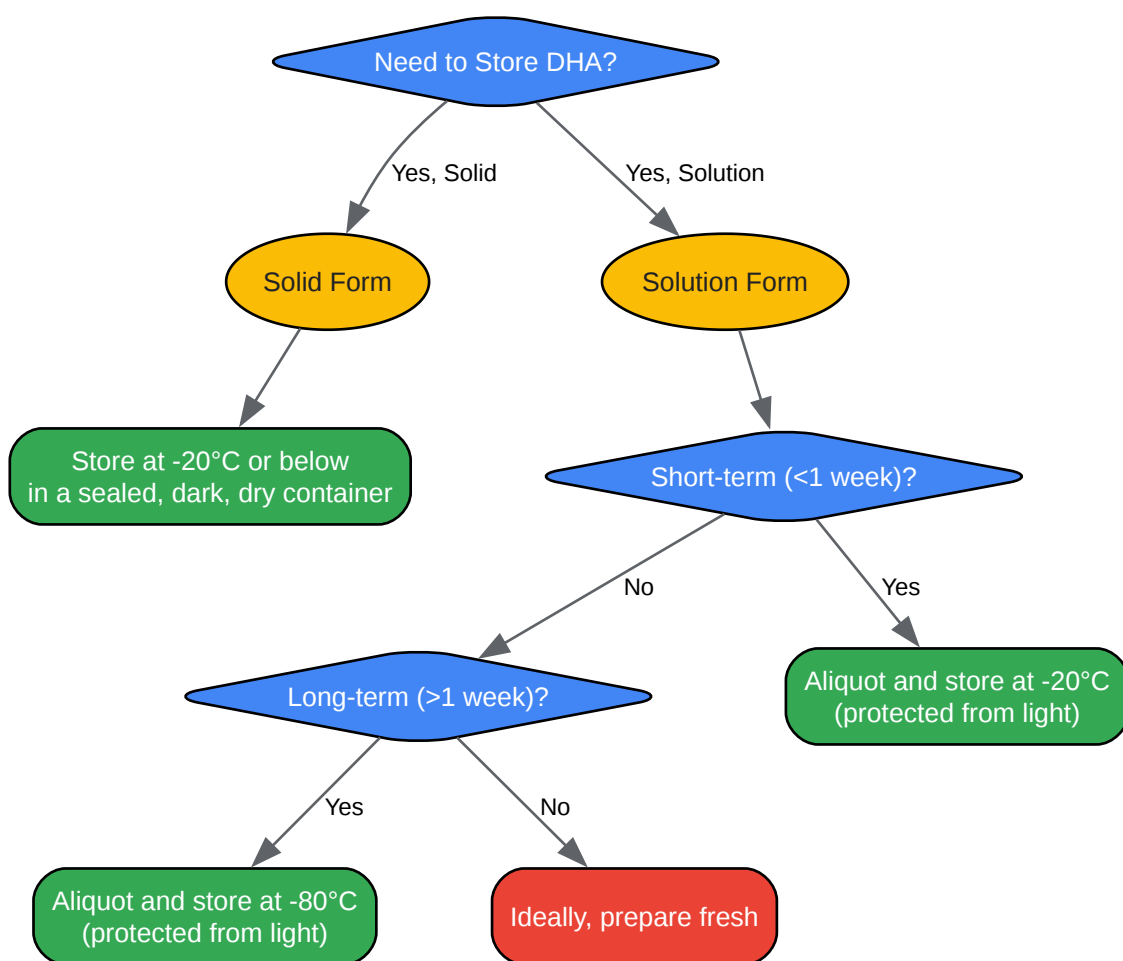 Need to Store DHA?
Yes, Solid
Yes, Solution
Solid Form
Solution Form
Store at -20°C or below
in a sealed, dark, dry container
Short-term (<1 week)?
No
Yes
Long-term (>1 week)?
Aliquot and store at -20°C
(protected from light)
Yes
No
Aliquot and store at -80°C
(protected from light)
Ideally, prepare fresh